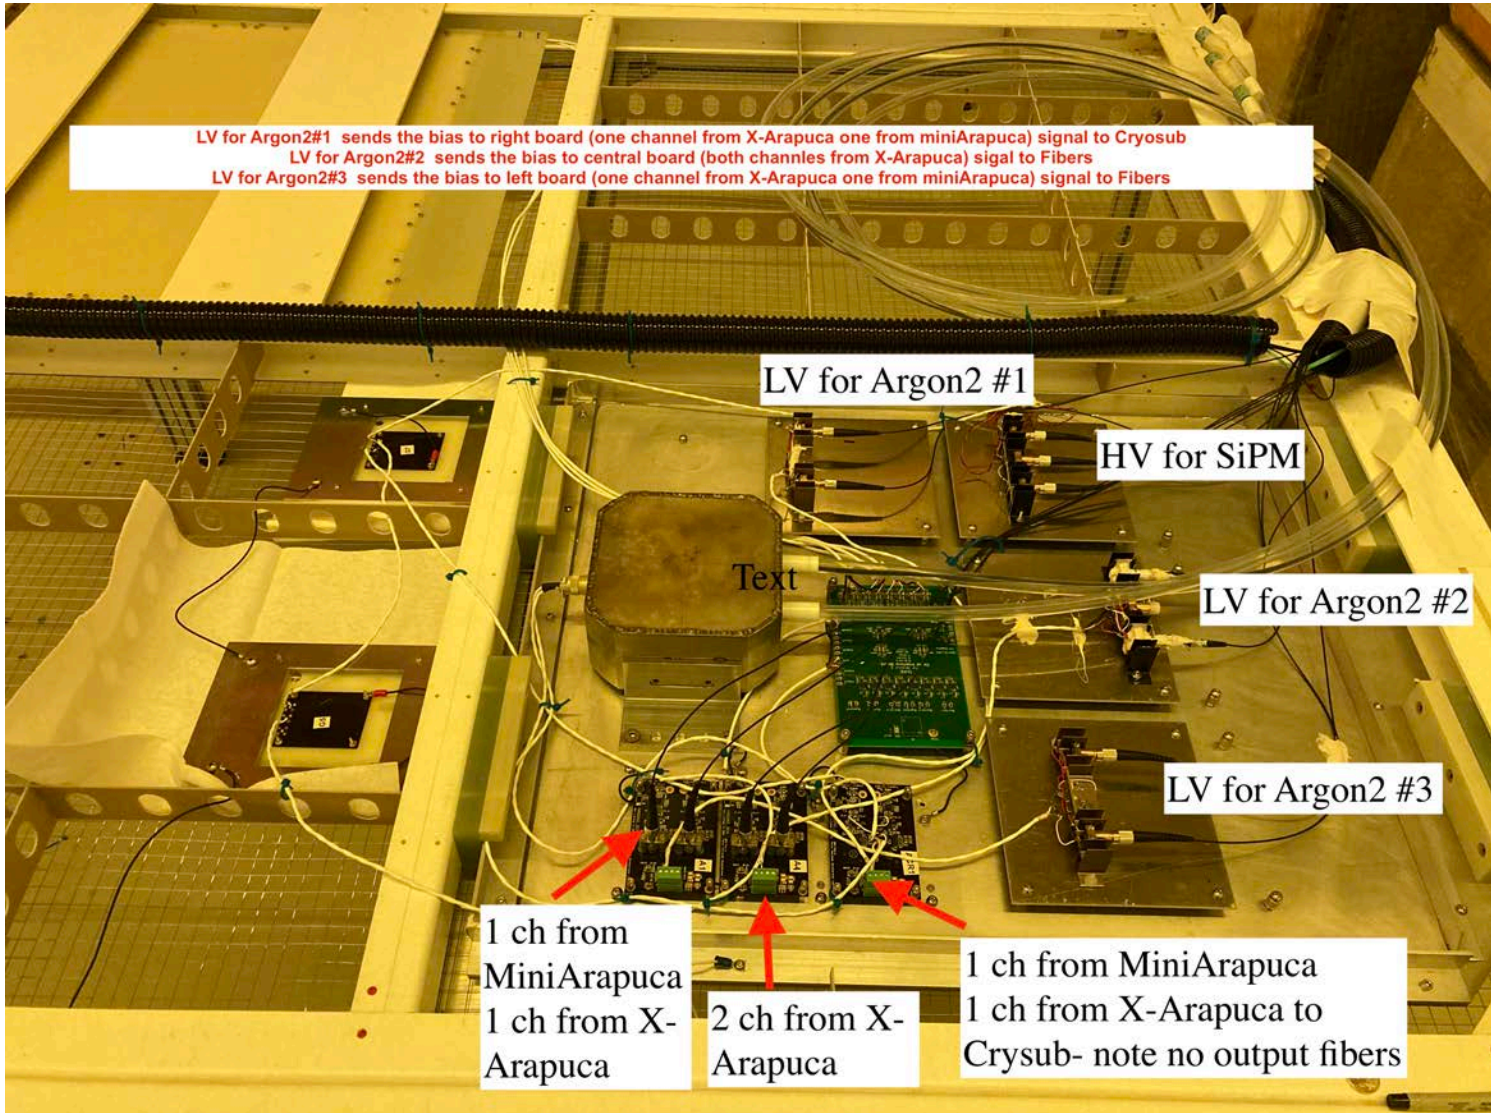 LV for Argon2#1 sends the bias to right board (one channel from X-Arapuca one from miniArapuca) signal to Cryosub
LV for Argon2#2 sends the bias to central board (both channles from X-Arapuca) sigal to Fibers
LV for Argon2#3 sends the bias to left board (one channel from X-Arapuca one from miniArapuca) signal to Fibers
LV for Argon2 #1
HV for SiPM
Text
LV for Argon2 #2
LV for Argon2 #3
A1
A4
1 ch from
MiniArapuca
1 ch from X-
Arapuca
2 ch from X-
Arapuca
1 ch from MiniArapuca
1 ch from X-Arapuca to
Crysub- note no output fibers